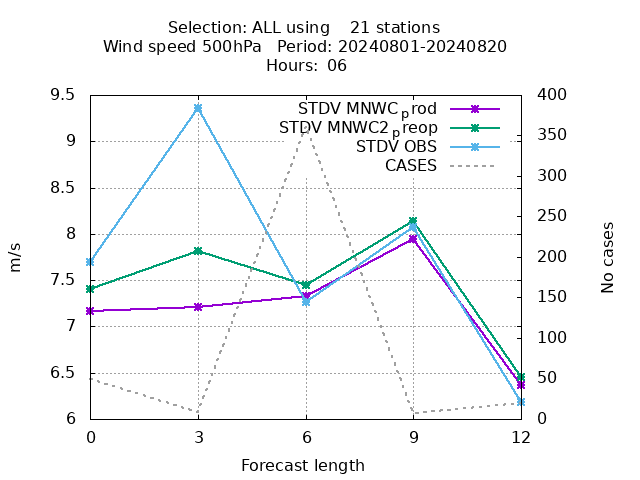 Selection: ALL using    21 stations
Wind speed 500hPa   Period: 20240801-20240820
Hours:  06
9.5
9
8.5
8
7.5
7
6.5
6
400
350
300
250
200
150
100
50
0
STDV MNWC_prod
STDV MNWC2_preop
STDV OBS
CASES
m/s
No cases
0
3
6
9
12
Forecast length